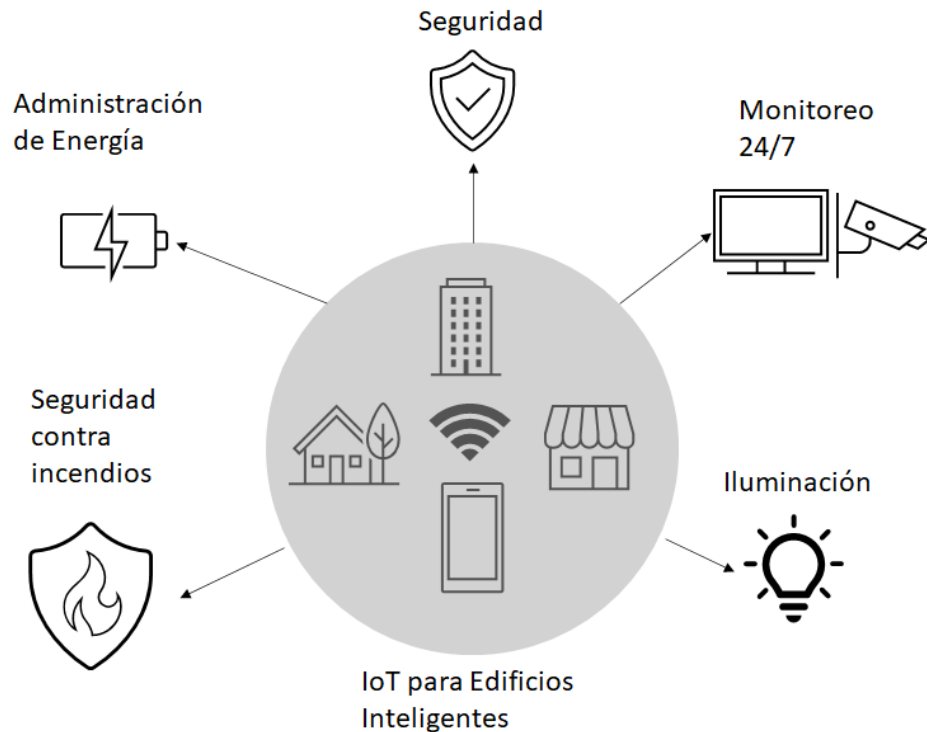 Seguridad
Administración
de Energía
Monitoreo
24/7
Seguridad
contra
incendios
Iluminación
IoT para Edificios
Inteligentes